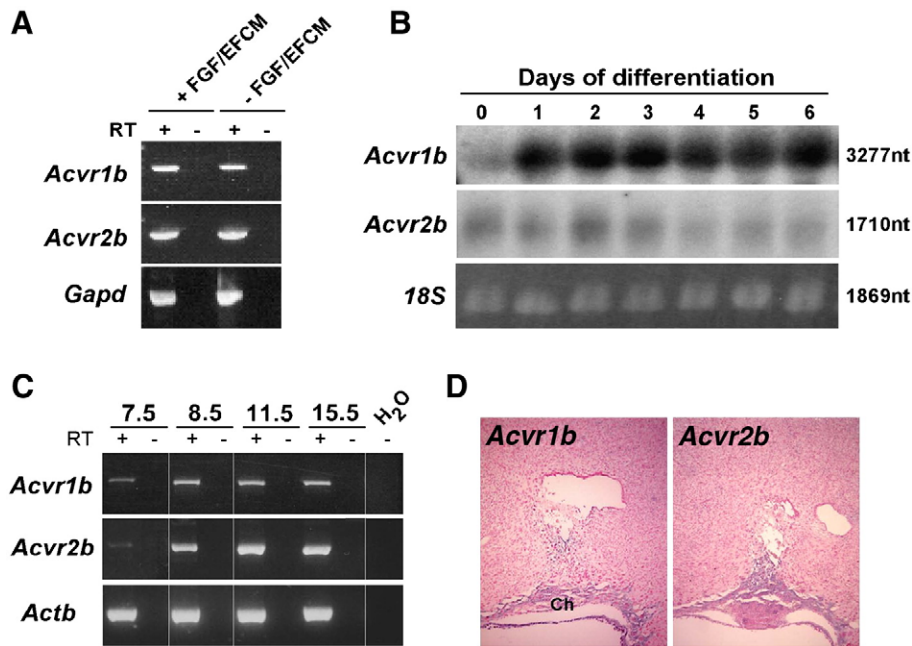 A
+ FGF/EFCM
- FGF/EFCM
RT + - + -
Acvr1b
Acvr2b
Gapd
B
Days of differentiation
0 1 2 3 4 5 6
Acvr1b 3277nt
Acvr2b 1710nt
18S 1869nt
C
7.5 8.5 11.5 15.5 H2O
RT + - + - + - + - -
Acvr1b
Acvr2b
Actb
D
Acvr1b Acvr2b
Ch